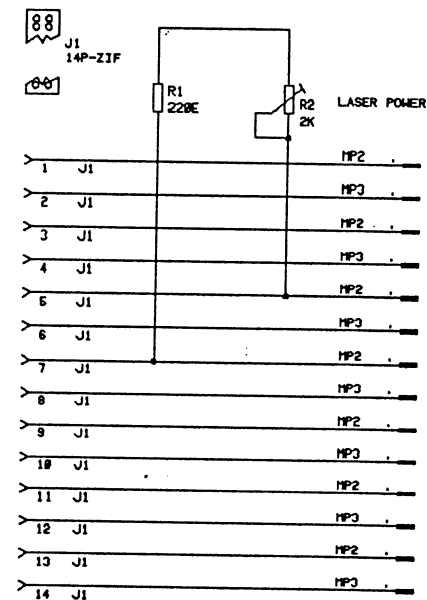 J1
14P-ZIF
R1
220E
R2
2K
LASER POWER
MP2
1 J1
MP3
2 J1
MP2
3 J1
MP3
4 J1
MP2
5 J1
MP3
6 J1
MP2
7 J1
MP3
8 J1
MP2
9 J1
MP3
10 J1
MP2
11 J1
MP3
12 J1
MP2
13 J1
MP3
14 J1